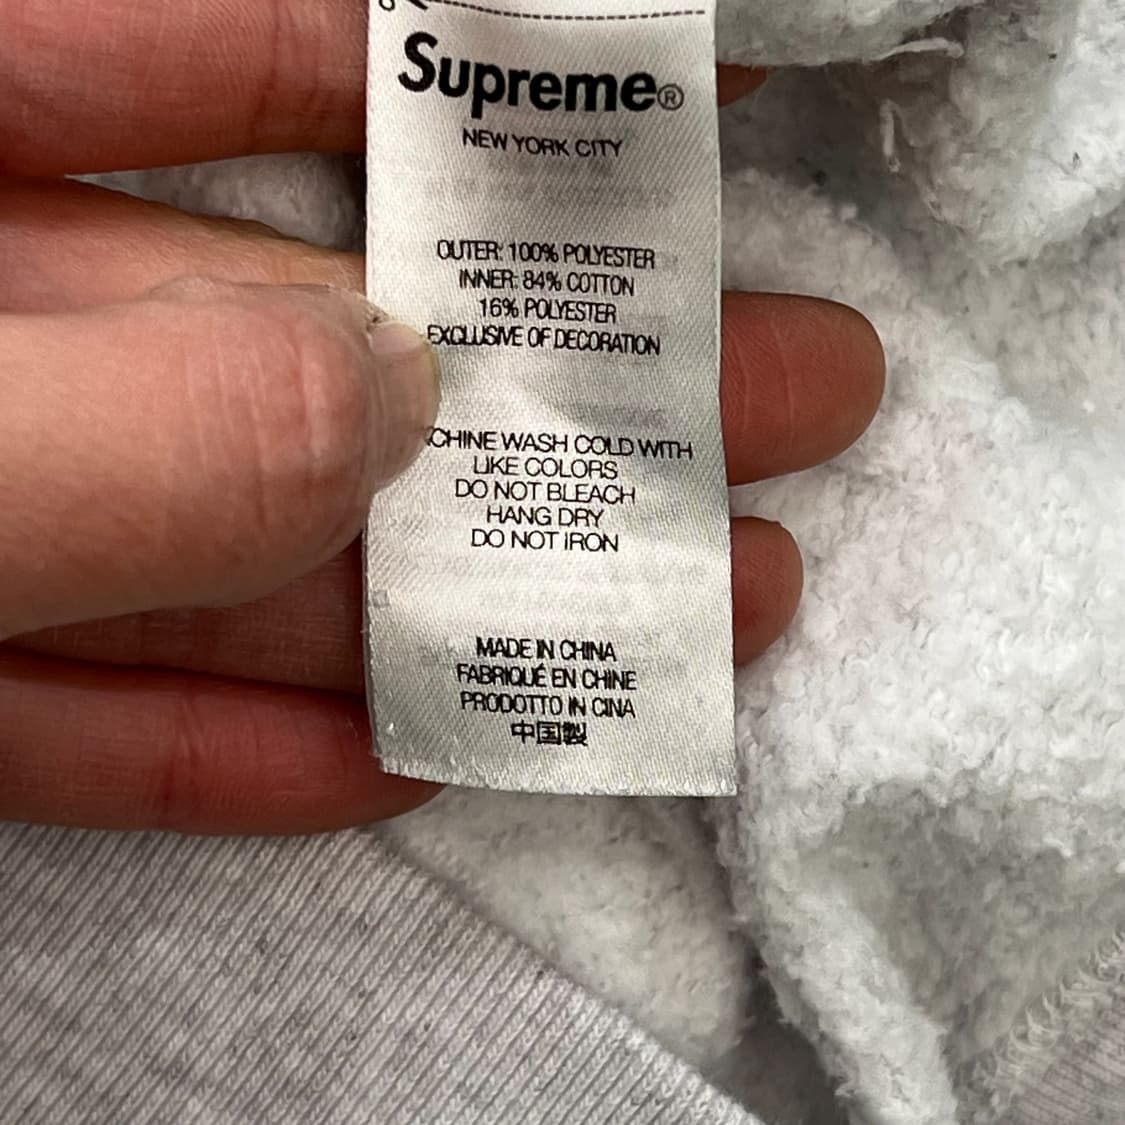 Supreme®
NEW YORK CITY
OUTER: 100% POLYESTER
INNER: 84% COTTON
16% POLYESTER
EXCLUSIVE OF DECORATION
CHINE WASH COLD WITH
LIKE COLORS
DO NOT BLEACH
HANG DRY
DO NOT IRON
MADE IN CHINA
FABRIQUÉ EN CHINE
PRODOTTO IN CINA
中国製